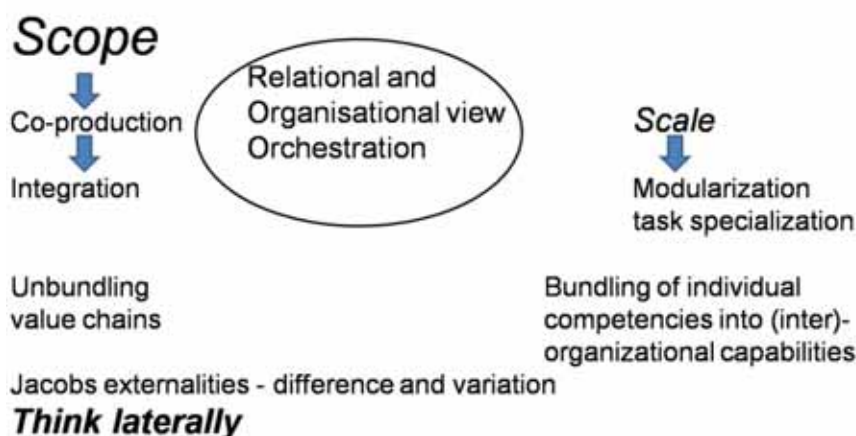 Scope
Co-production
Integration
Relational and
Organisational view
Orchestration
Scale
Modularization
task specialization
Unbundling
value chains
Bundling of individual
competencies into (inter)-
organizational capabilities
Jacobs externalities - difference and variation
Think laterally